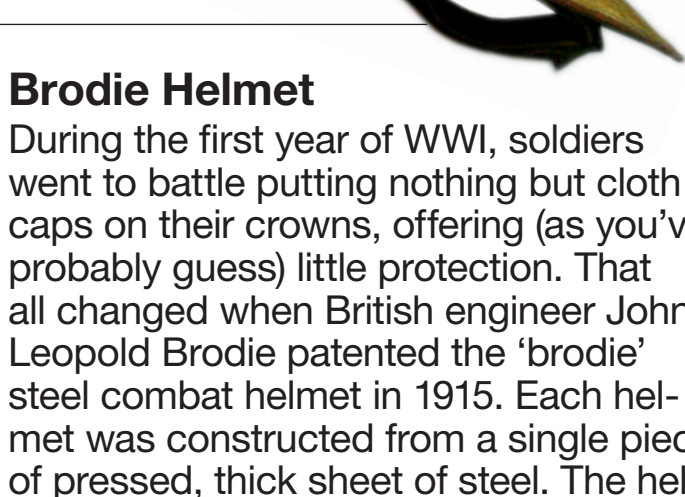 Brodie Helmet
During the first year of WWI, soldiers
went to battle putting nothing but cloth
caps on their crowns, offering (as you'v
probably guess) little protection. That
all changed when British engineer John
Leopold Brodie patented the ‘brodie’
steel combat helmet in 1915. Each hel-
met was constructed from a single piec
of pressed, thick sheet of steel. The hel